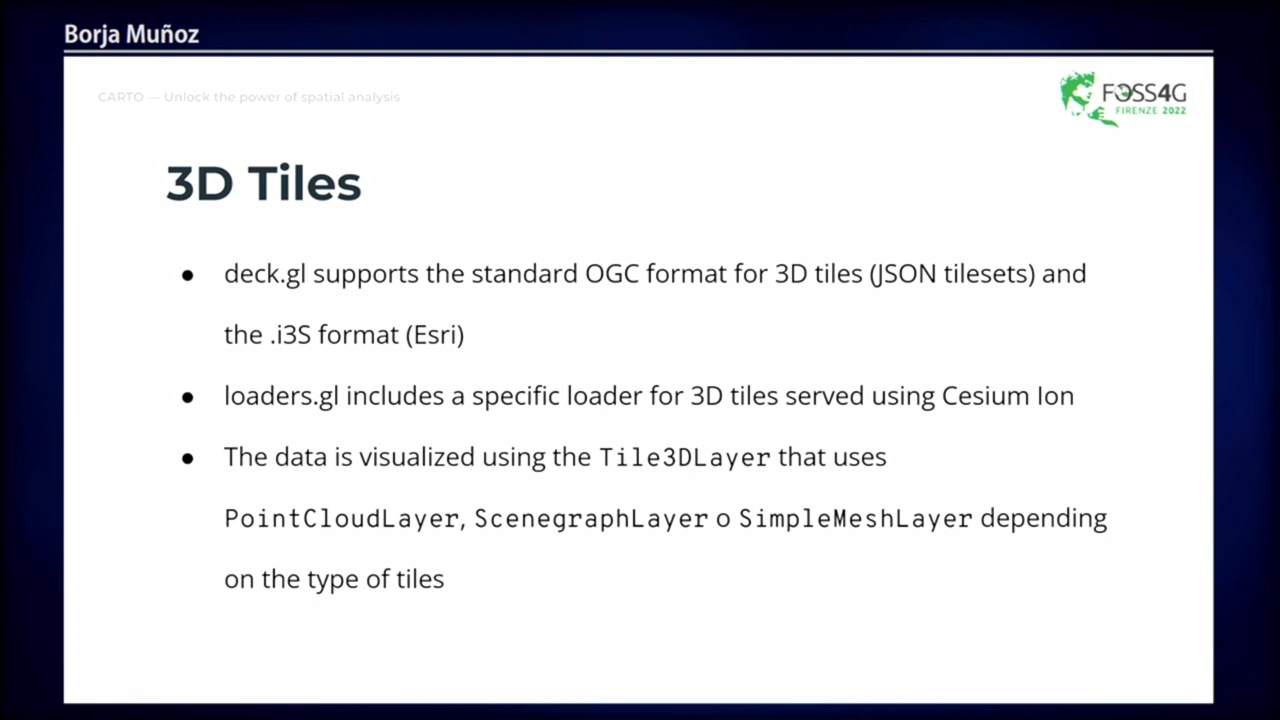 Borja Muñoz
CARTO — Unlock the power of spatial analysis
FOSS4G
FIRENZE 2022
3D Tiles
● deck.gl supports the standard OGC format for 3D tiles (JSON tilesets) and
the .i3S format (Esri)
● loaders.gl includes a specific loader for 3D tiles served using Cesium Ion
● The data is visualized using the Tile3DLayer that uses
PointCloudLayer, ScenegraphLayer o SimpleMeshLayer depending
on the type of tiles